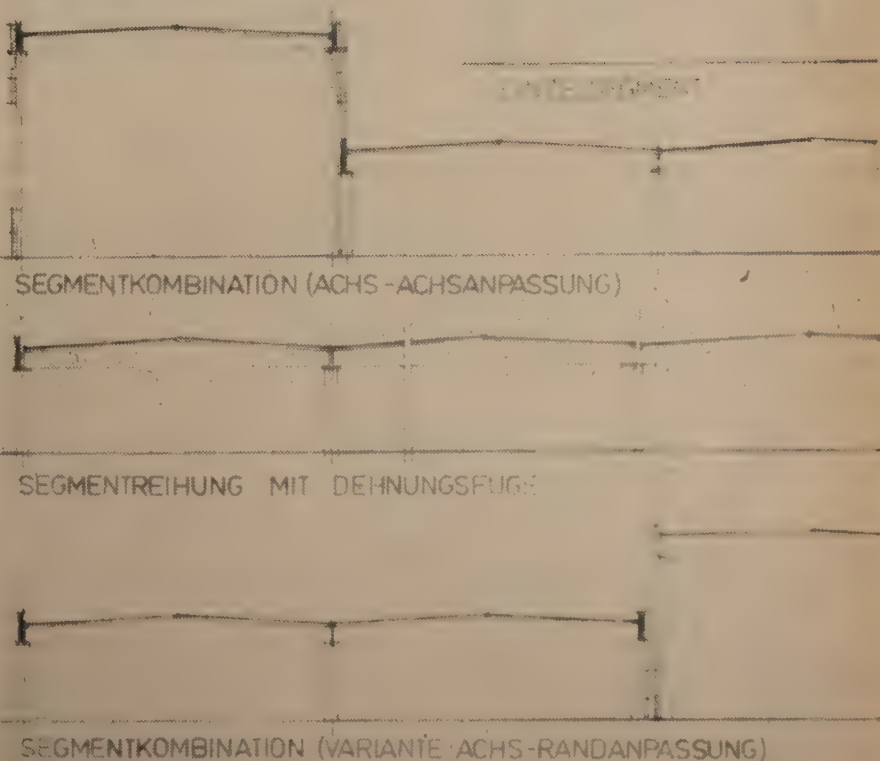 SEGMENTKOMBINATION (ACHS-ACHSANPASSUNG)
SEGMENTREIHUNG MIT DEHNUNGSFUGE
SEGMENTKOMBINATION (VARIANTE ACHS-RANDANPASSUNG)